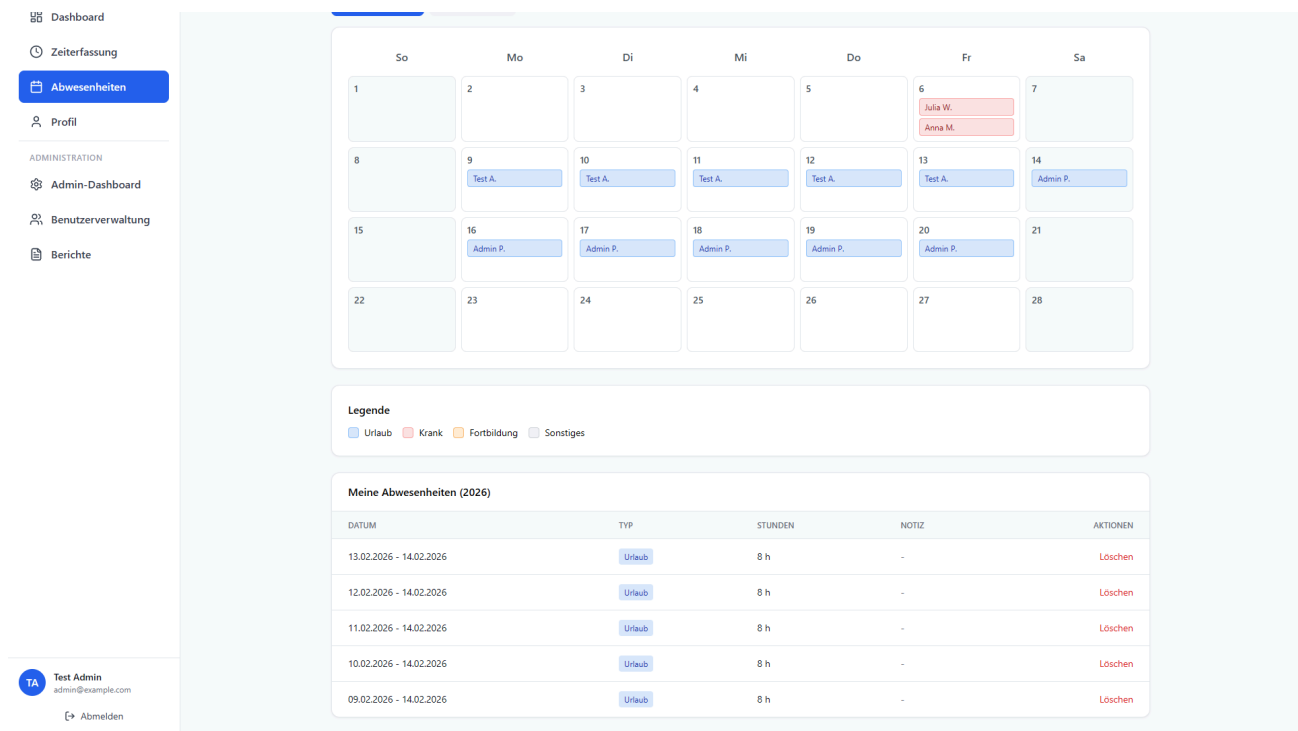 Dashboard
Zeiterfassung
Abwesenheiten
Profil
ADMINISTRATION
Admin-Dashboard
Benutzerverwaltung
Berichte
TA
Test Admin
admin@example.com
Abmelden
So Mo Di Mi Do Fr Sa
1 2 3 4 5 6 7
Julia W.
Anna M.
8 9 10 11 12 13 14
Test A. Test A. Test A. Test A. Test A. Admin P.
15 16 17 18 19 20 21
Admin P. Admin P. Admin P. Admin P. Admin P.
22 23 24 25 26 27 28
Legende
Urlaub Krank Fortbildung Sonstiges
Meine Abwesenheiten (2026)
DATUM TYP STUNDEN NOTIZ AKTIONEN
13.02.2026 - 14.02.2026 Urlaub 8 h - Löschen
12.02.2026 - 14.02.2026 Urlaub 8 h - Löschen
11.02.2026 - 14.02.2026 Urlaub 8 h - Löschen
10.02.2026 - 14.02.2026 Urlaub 8 h - Löschen
09.02.2026 - 14.02.2026 Urlaub 8 h - Löschen